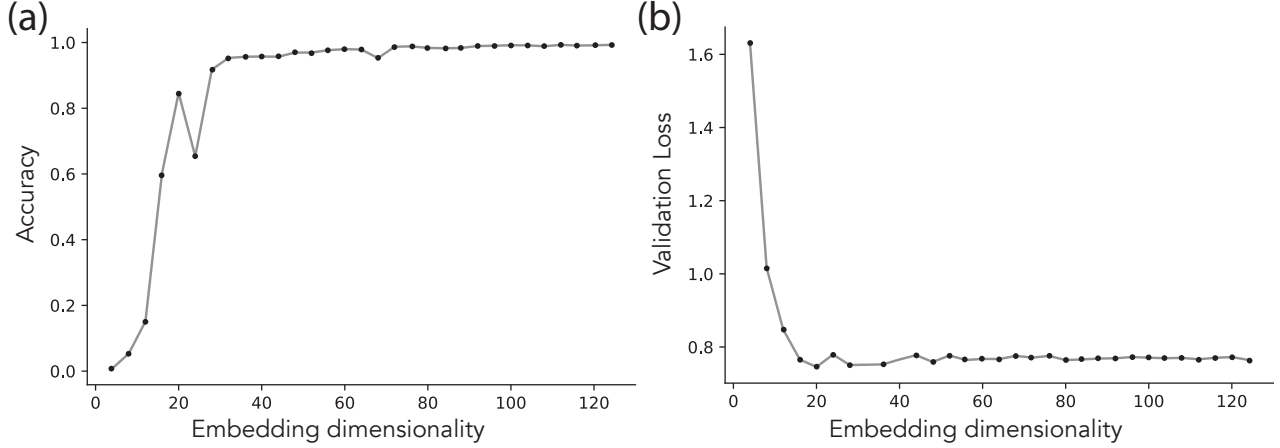 (a)
Accuracy
1.0
0.8
0.6
0.4
0.2
0.0
0 20 40 60 80 100 120
Embedding dimensionality
(b)
Validation Loss
1.6
1.4
1.2
1.0
0.8
0 20 40 60 80 100 120
Embedding dimensionality